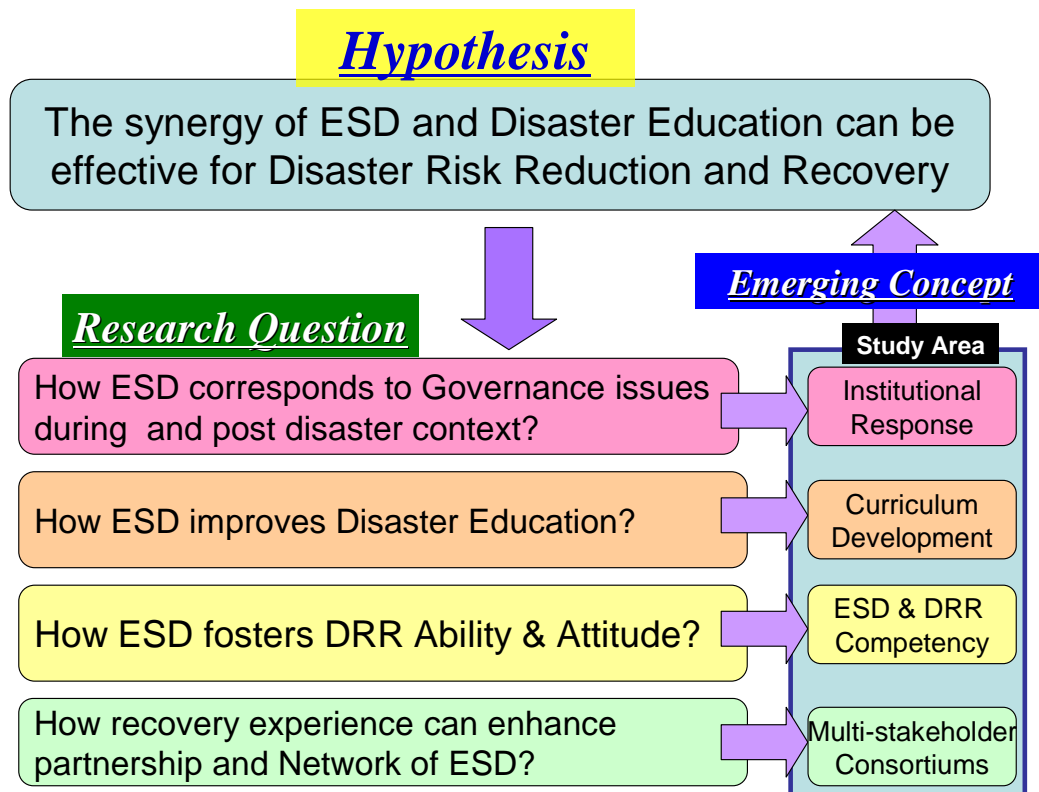 Hypothesis
The synergy of ESD and Disaster Education can be
effective for Disaster Risk Reduction and Recovery
Emerging Concept
Research Question
Study Area
How ESD corresponds to Governance issues
during and post disaster context?
Institutional
Response
How ESD improves Disaster Education?
Curriculum
Development
How ESD fosters DRR Ability & Attitude?
ESD & DRR
Competency
How recovery experience can enhance
partnership and Network of ESD?
Multi-stakeholder
Consortiums